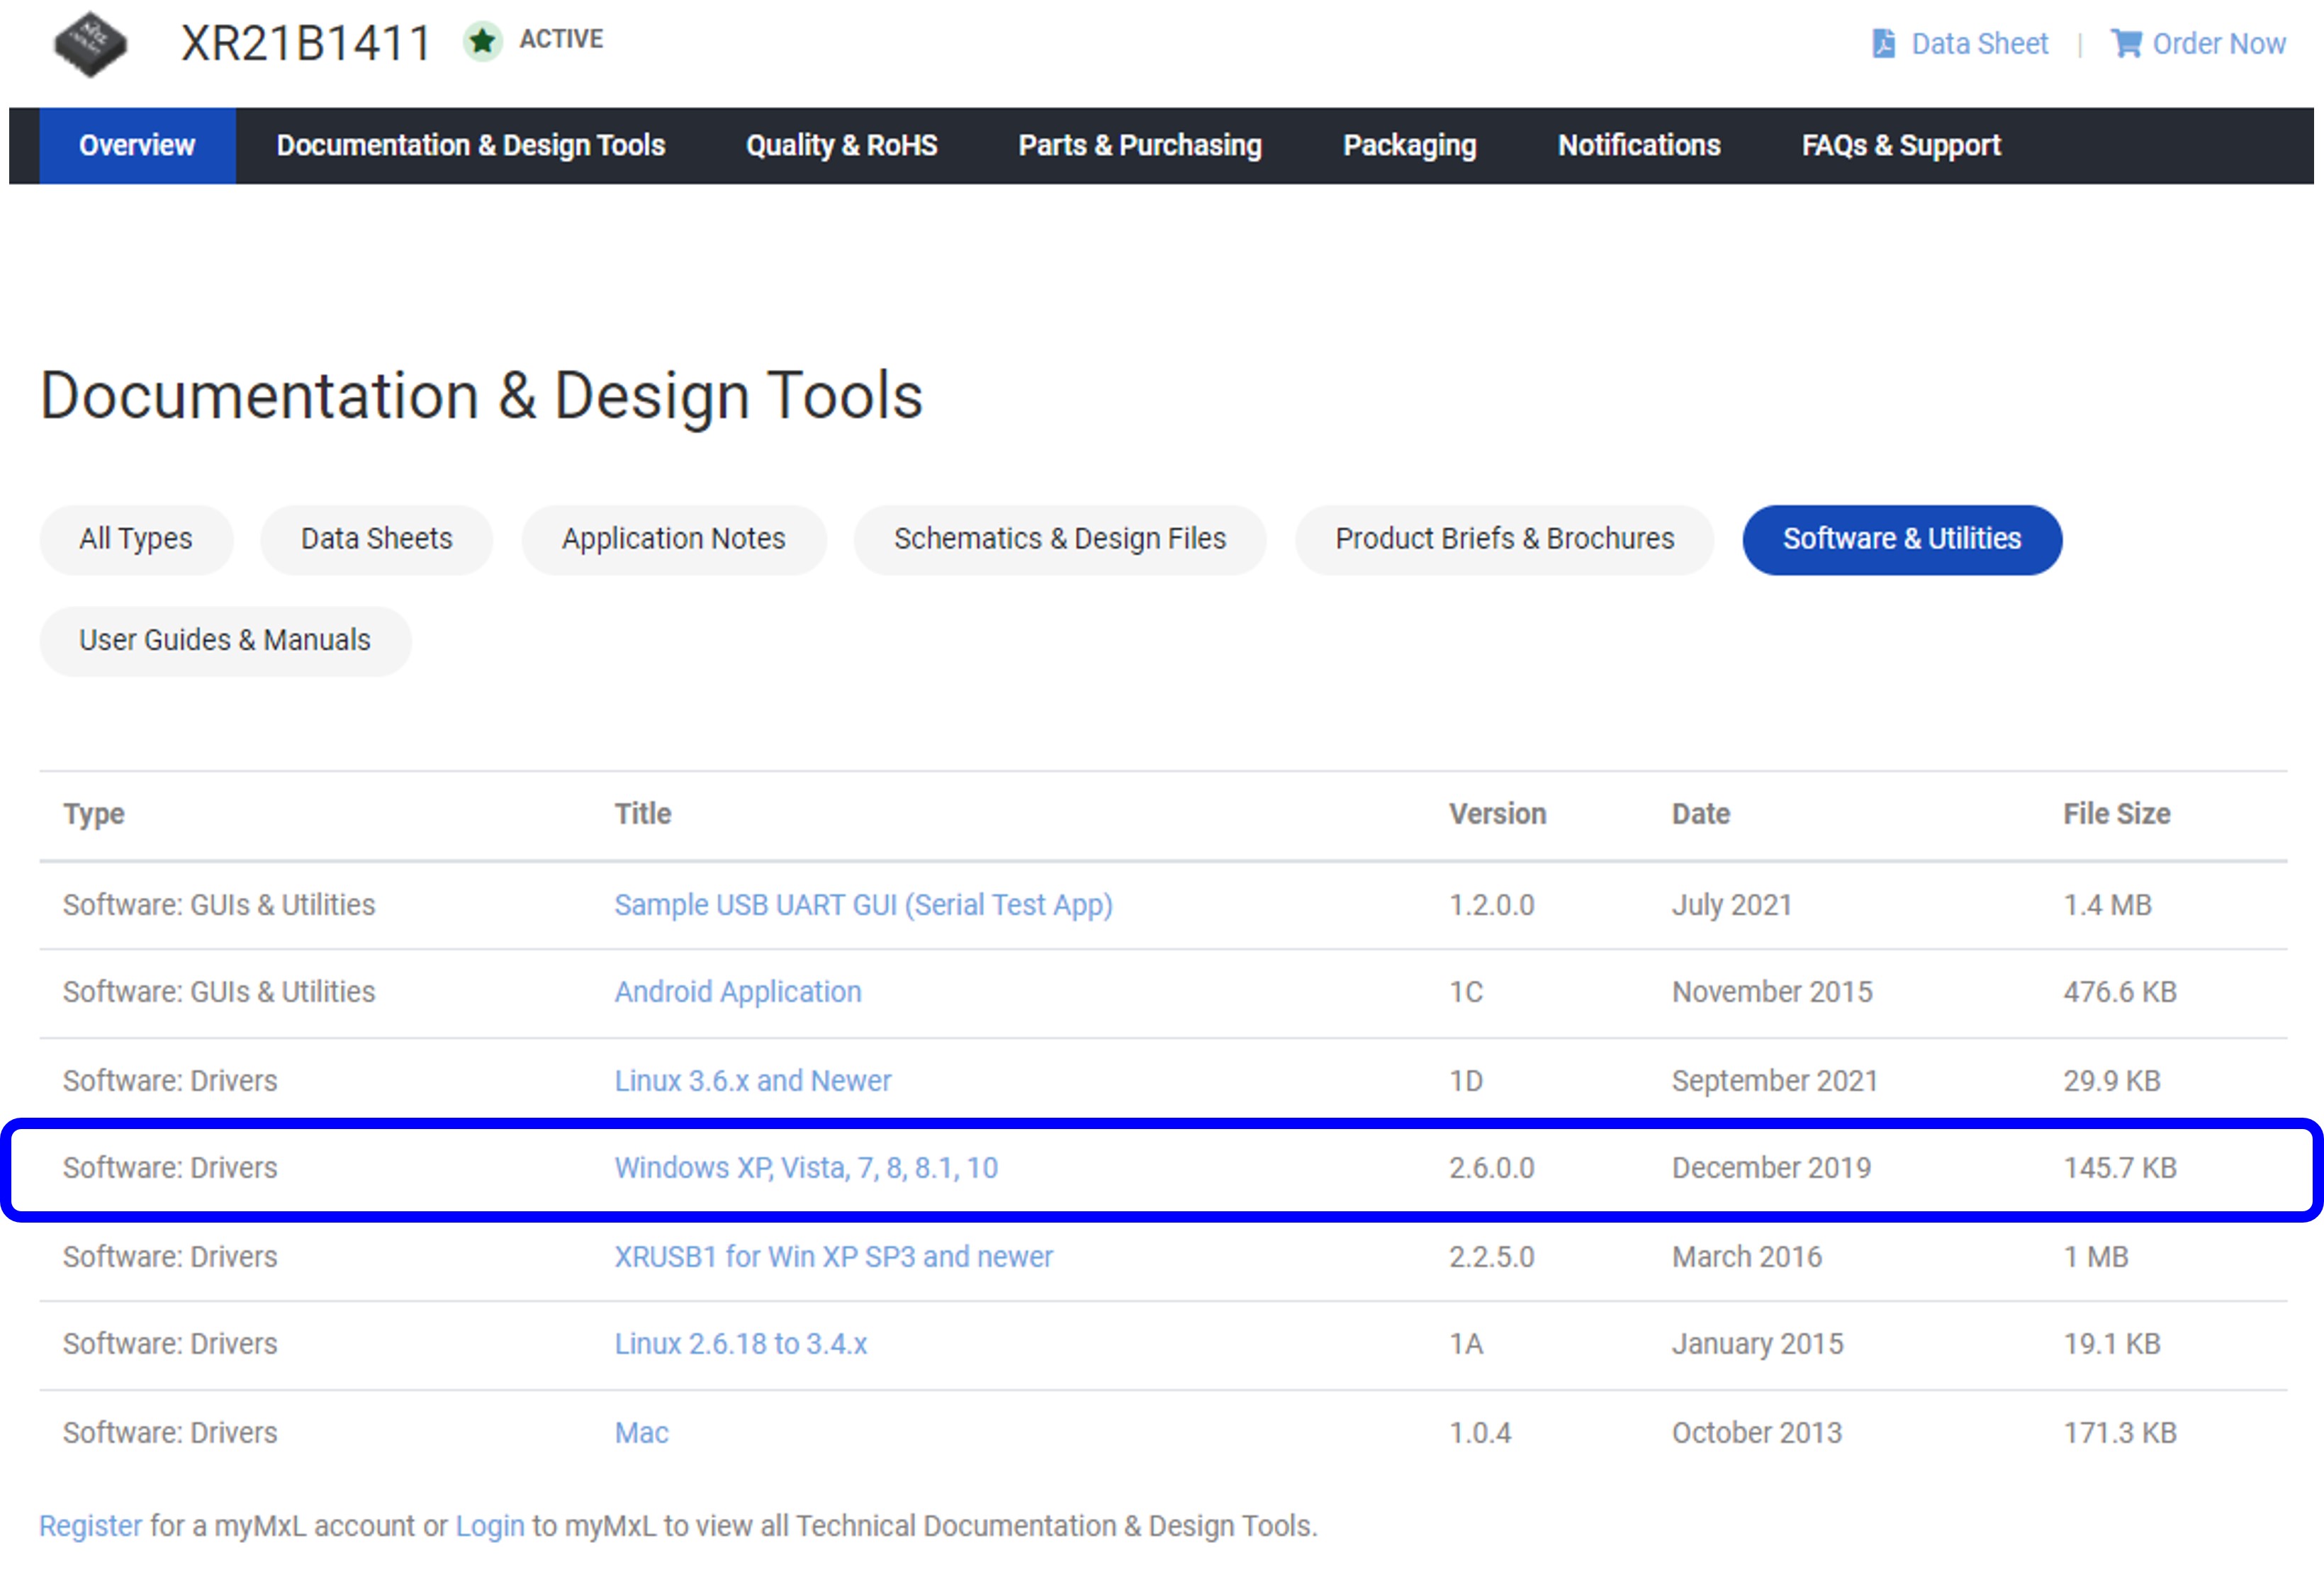 XR21B1411 ACTIVE Data Sheet | Order Now
Overview Documentation & Design Tools Quality & RoHS Parts & Purchasing Packaging Notifications FAQs & Support
Documentation & Design Tools
All Types Data Sheets Application Notes Schematics & Design Files Product Briefs & Brochures Software & Utilities
User Guides & Manuals
Type Title Version Date File Size
Software: GUIs & Utilities Sample USB UART GUI (Serial Test App) 1.2.0.0 July 2021 1.4 MB
Software: GUIs & Utilities Android Application 1C November 2015 476.6 KB
Software: Drivers Linux 3.6.x and Newer 1D September 2021 29.9 KB
Software: Drivers Windows XP, Vista, 7, 8, 8.1, 10 2.6.0.0 December 2019 145.7 KB
Software: Drivers XRUSB1 for Win XP SP3 and newer 2.2.5.0 March 2016 1 MB
Software: Drivers Linux 2.6.18 to 3.4.x 1A January 2015 19.1 KB
Software: Drivers Mac 1.0.4 October 2013 171.3 KB
Register for a myMxL account or Login to myMxL to view all Technical Documentation & Design Tools.